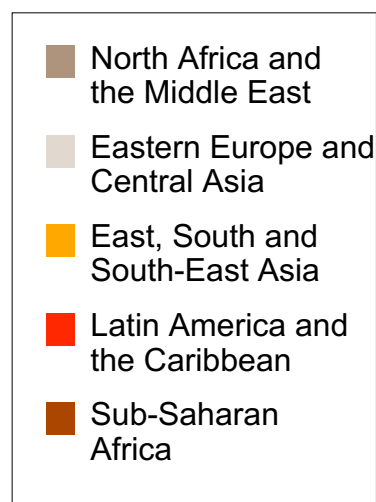 North Africa and
the Middle East
Eastern Europe and
Central Asia
East, South and
South-East Asia
Latin America and
the Caribbean
Sub-Saharan
Africa